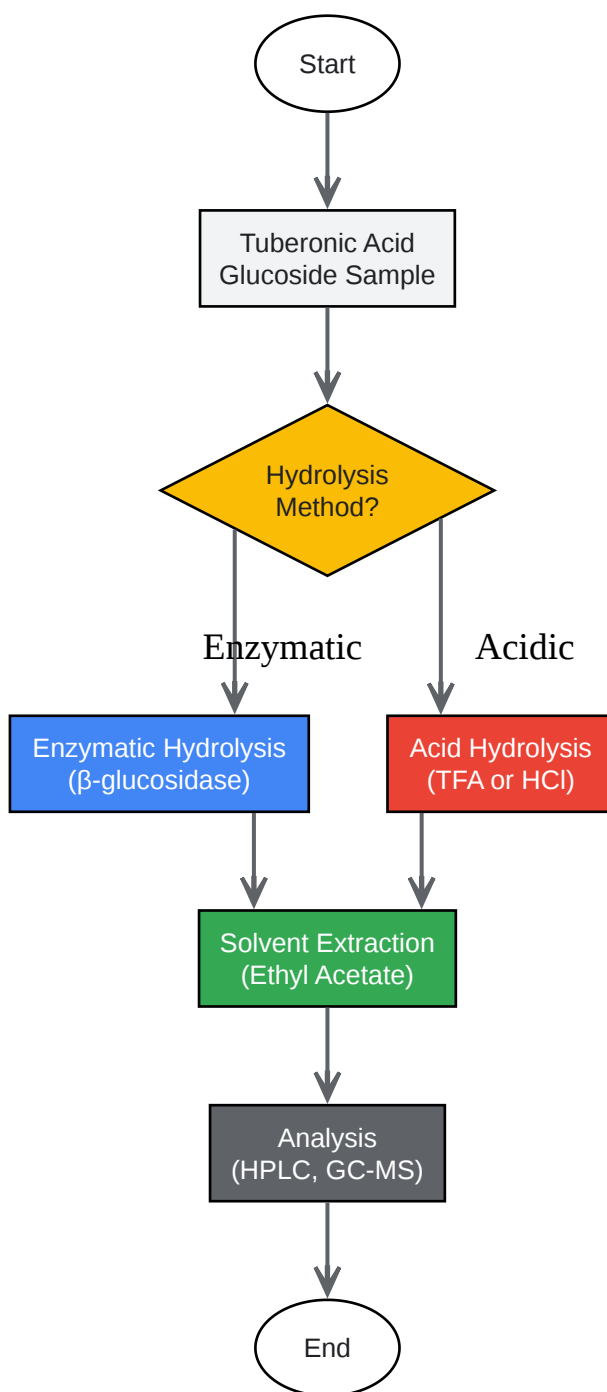 Start
Tuberonic Acid
Glucoside Sample
Hydrolysis
Method?
Enzymatic
Acidic
Enzymatic Hydrolysis
(β-glucosidase)
Acid Hydrolysis
(TFA or HCl)
Solvent Extraction
(Ethyl Acetate)
Analysis
(HPLC, GC-MS)
End